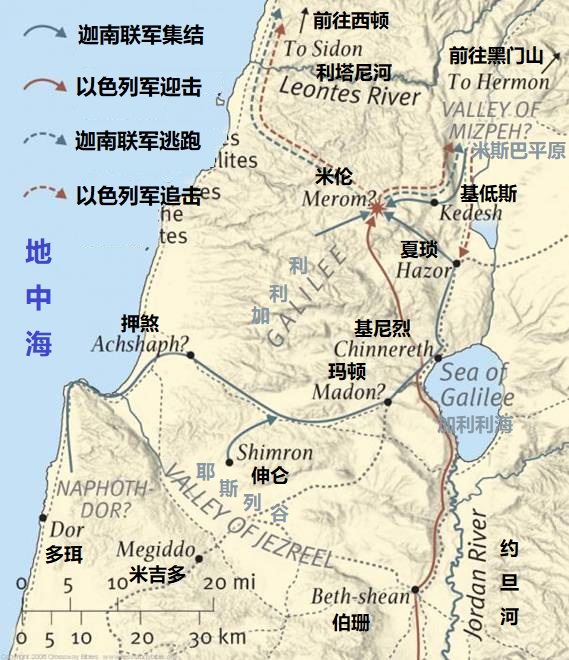 迦南联军集结
以色列军迎击
迦南联军逃跑
以色列军追击
前往西顿
To Sidon
利塔尼河
Leontes River
前往黑门山
To Hermon
VALLEY OF
MIZPEH?
米斯巴平原
米伦
Merom?
基低斯
Kedesh
夏琐
Hazor
加利利
GALILEE
地中海
押煞
Achshaph?
基尼烈
Chinnereth
玛顿
Madon?
Sea of
Galilee
加利利海
Shimron
伸仑
耶斯列谷
VALLEY OF JEZREEL
NAPHOTH-
DOR?
Dor
多珥
Megiddo
米吉多
Beth-shean
伯珊
Jordan River
约旦河
0 5 10 20 mi
0 5 10 20 30 km